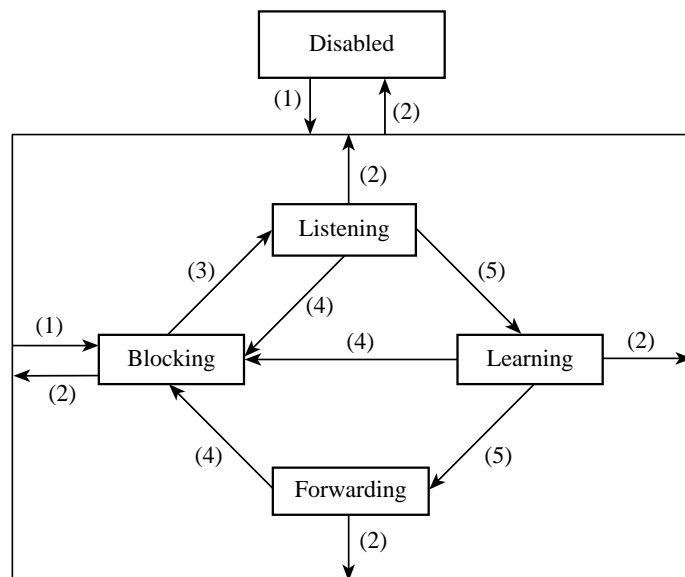 Disabled
(1)
(2)
(2)
Listening
(3)
(5)
(4)
(1)
Blocking
(4)
Learning
(2)
(2)
(4)
(5)
Forwarding
(2)